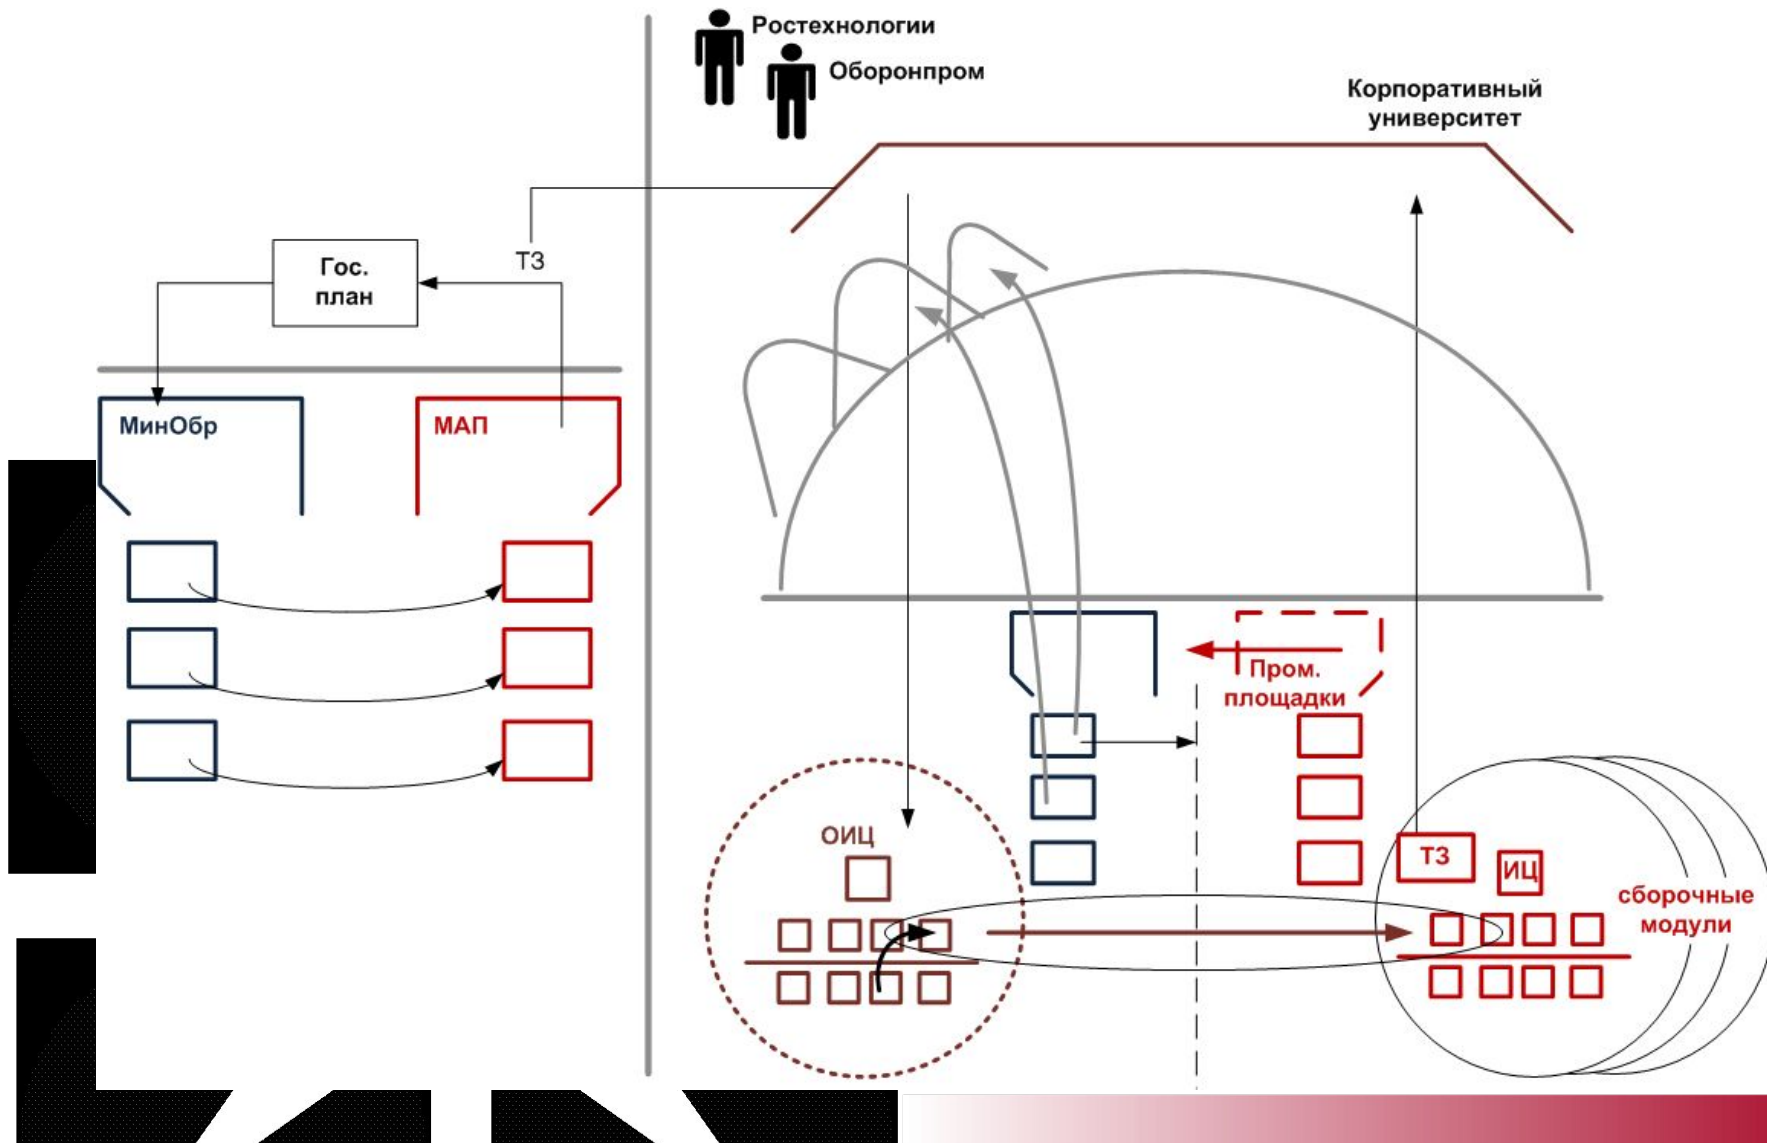 Ростехнологии
Оборонпром
Корпоративный
университет
ТЗ
Гос.
план
МинОбр
МАП
Пром.
площадки
ОИЦ
ТЗ
ИЦ
сборочные
модули